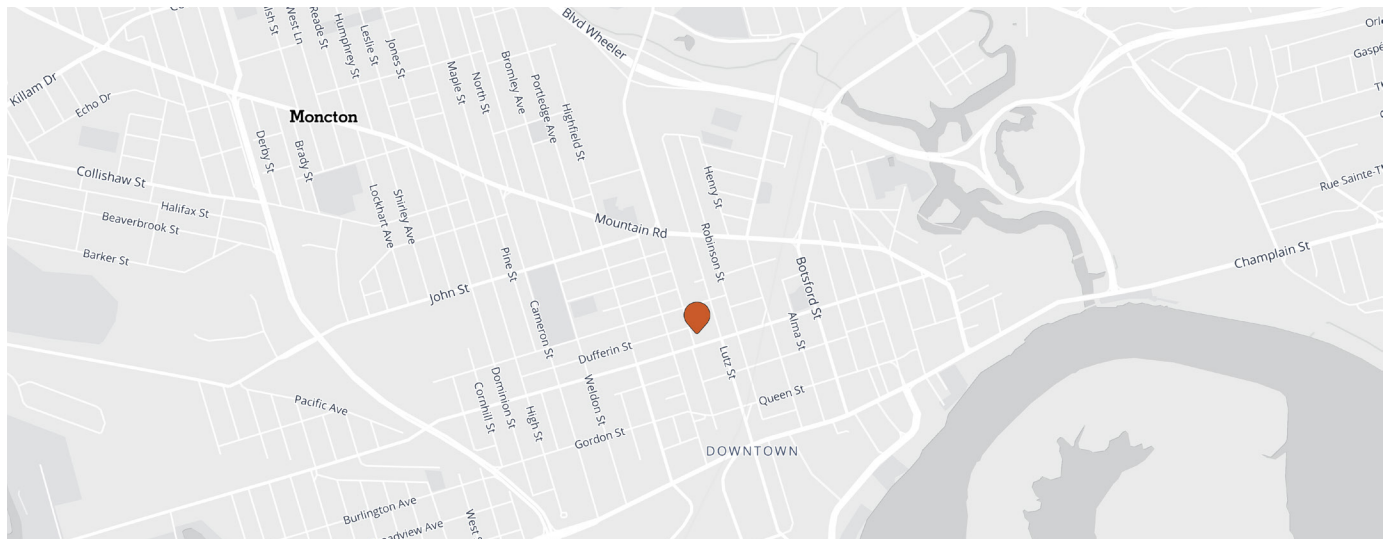 Blvd Wheeler
West Ln
Reade St
Humphrey St
Leslie St
Jones St
Maple St
North St
Bromley Ave
Portledge Ave
Highfield St
Killam Dr
Echo Dr
Moncton
Derby St
Brady St
Collishaw St
Halifax St
Beaverbrook St
Barker St
Lockhart Ave
Shirley Ave
Henry St
Mountain Rd
Robinson St
Botsford St
Champlain St
Rue Sainte-T
Gaspé
Pine St
John St
Cameron St
Alma St
Dufferin St
Lutz St
Weldon St
Queen St
Dominion St
Cornhill St
High St
Pacific Ave
Gordon St
DOWNTOWN
Burlington Ave
adview Ave
West S